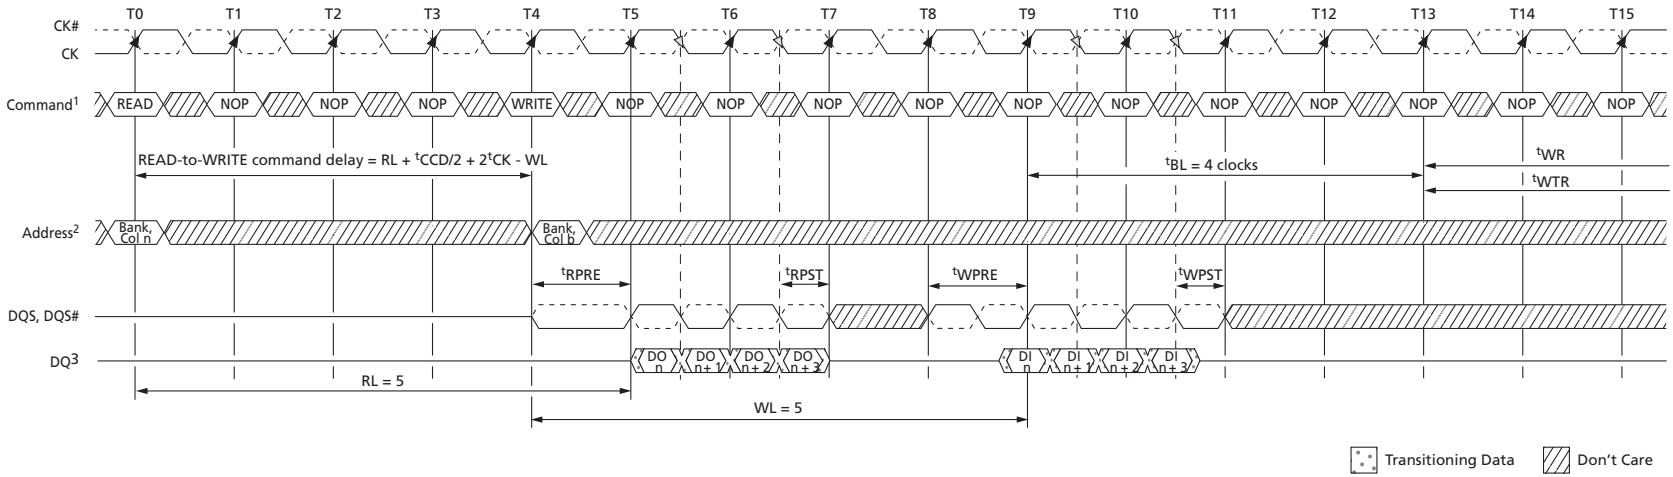 T0 T1 T2 T3 T4 T5 T6 T7 T8 T9 T10 T11 T12 T13 T14 T15
CK#
CK
Command1 READ NOP NOP NOP WRITE NOP NOP NOP NOP NOP NOP NOP NOP NOP NOP NOP
READ-to-WRITE command delay = RL + tCCD/2 + 2tCK - WL
tBL = 4 clocks
tWR
tWTR
Address2
Bank,
Col n
Bank,
Col b
tRPRE tRPST tWPRE tWPST
DQS, DQS#
DQ3
DO
n
DO
n + 1
DO
n + 2
DO
n + 3
DI
n
DI
n + 1
DI
n + 2
DI
n + 3
RL = 5
WL = 5
Transitioning Data
Don't Care